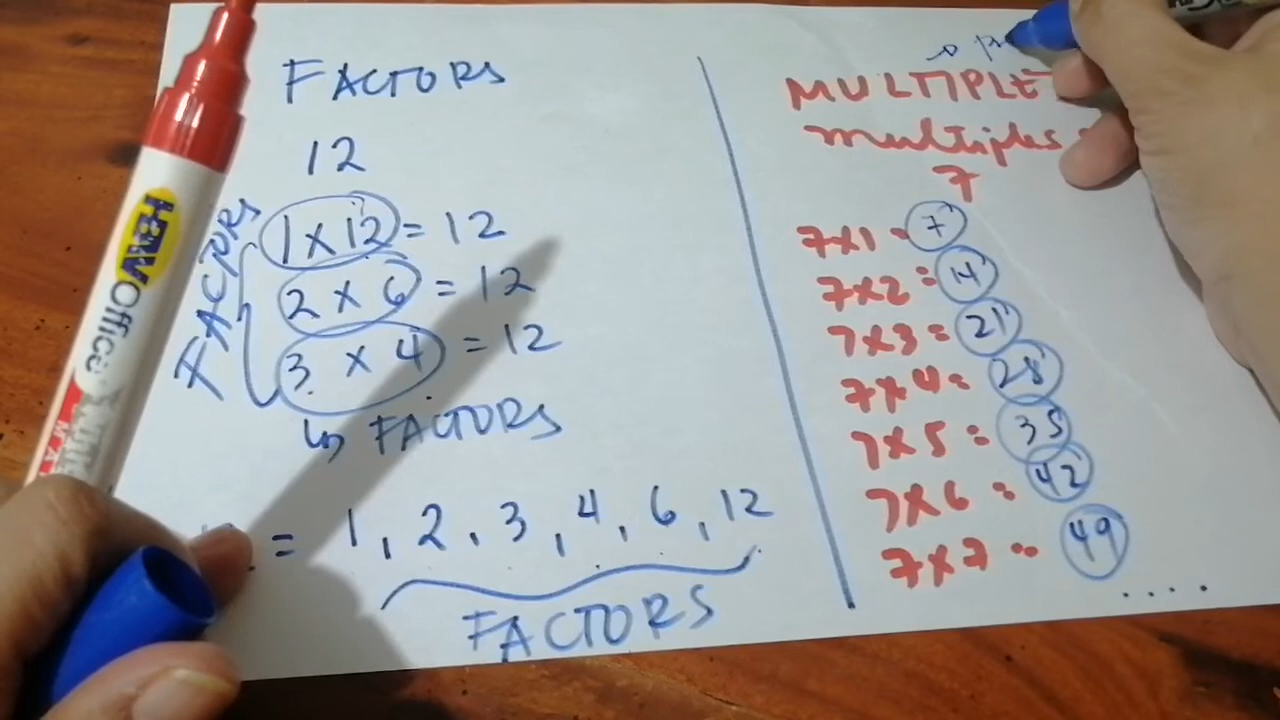 FACTORS
12
1 x 12 = 12
2 x 6 = 12
3 x 4 = 12
FACTORS
↳ FACTORS
= 1, 2, 3, 4, 6, 12
FACTORS
MULTIPLE
multiples
7
7x1 = 7
7x2 = 14
7x3 = 21
7x4 = 28
7x5 = 35
7x6 = 42
7x7 = 49
.....
HBW Office